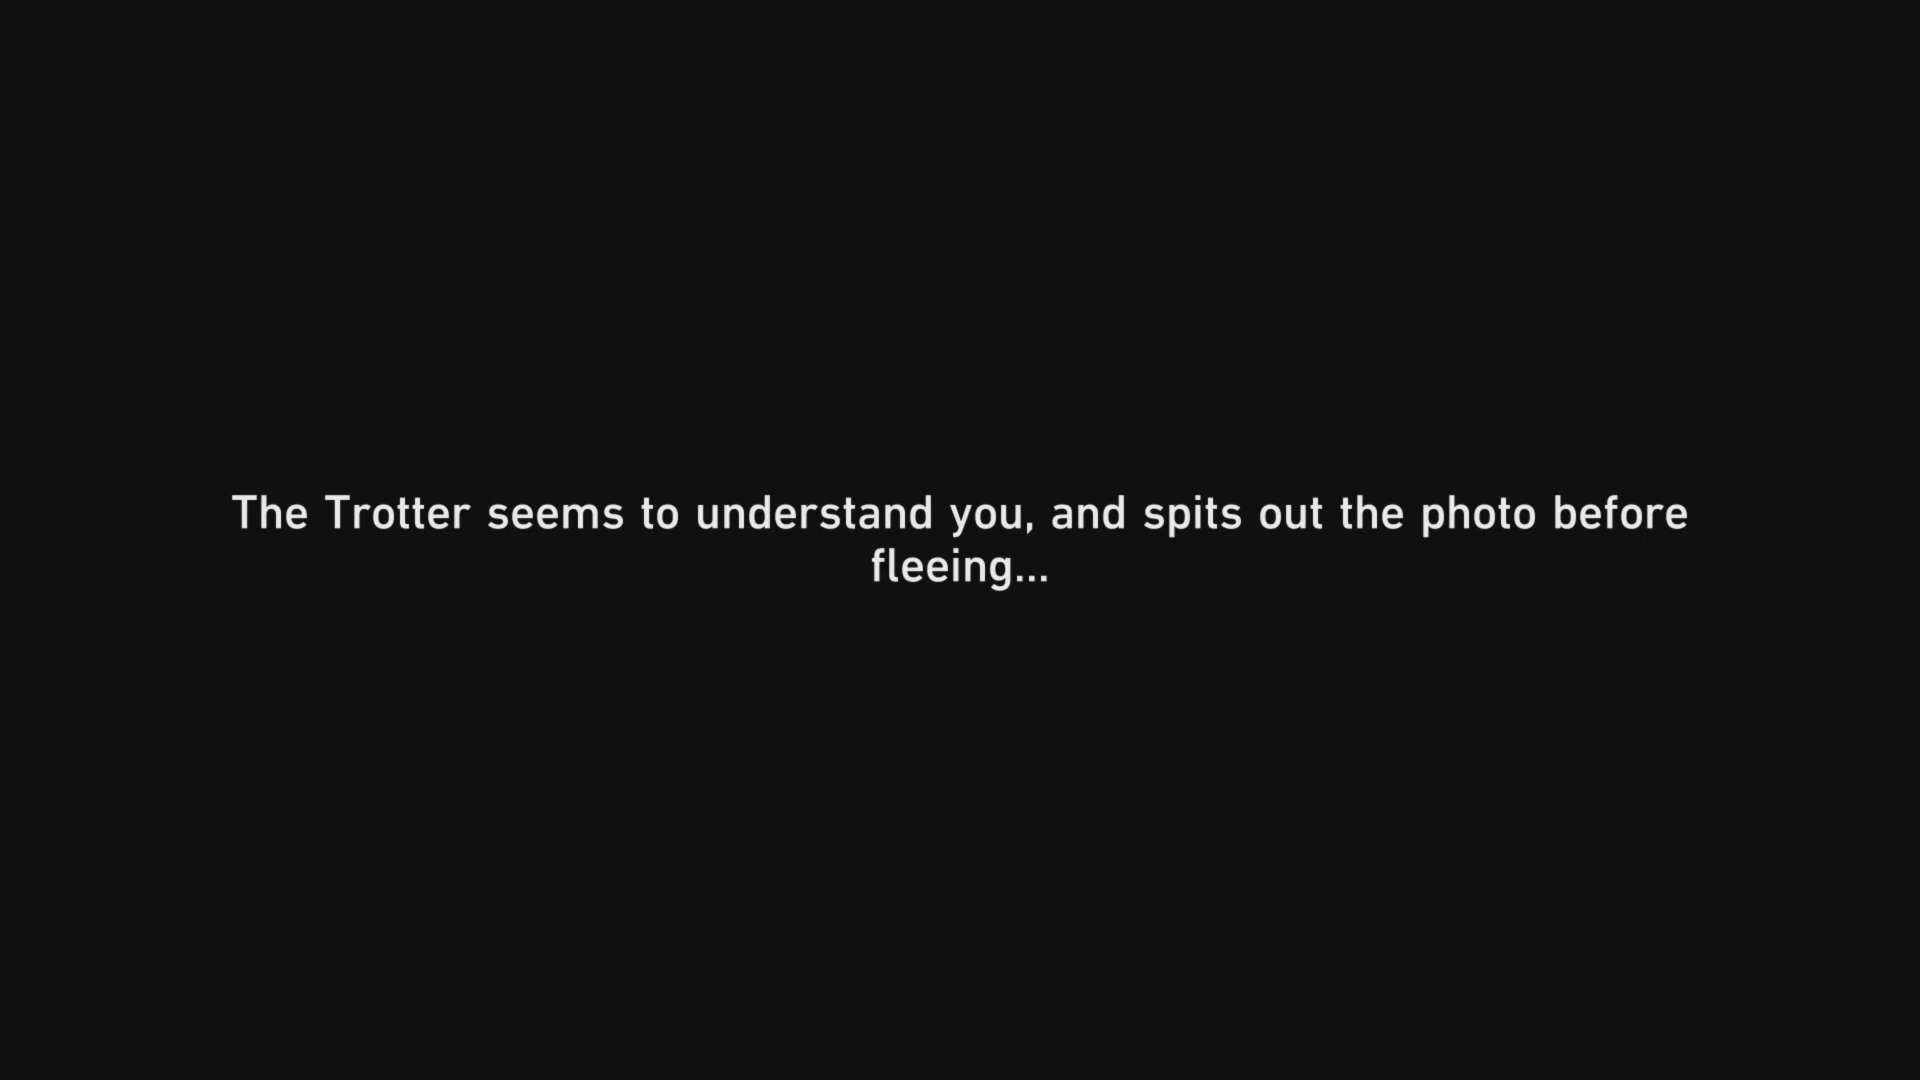 The Trotter seems to understand you, and spits out the photo before
fleeing...